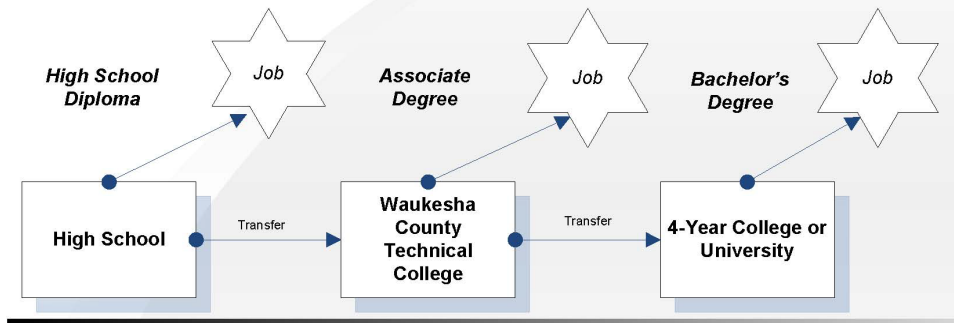 High School
Diploma
Job
Associate
Degree
Job
Bachelor's
Degree
Job
High School
Transfer
Waukesha
County
Technical
College
Transfer
4-Year College or
University